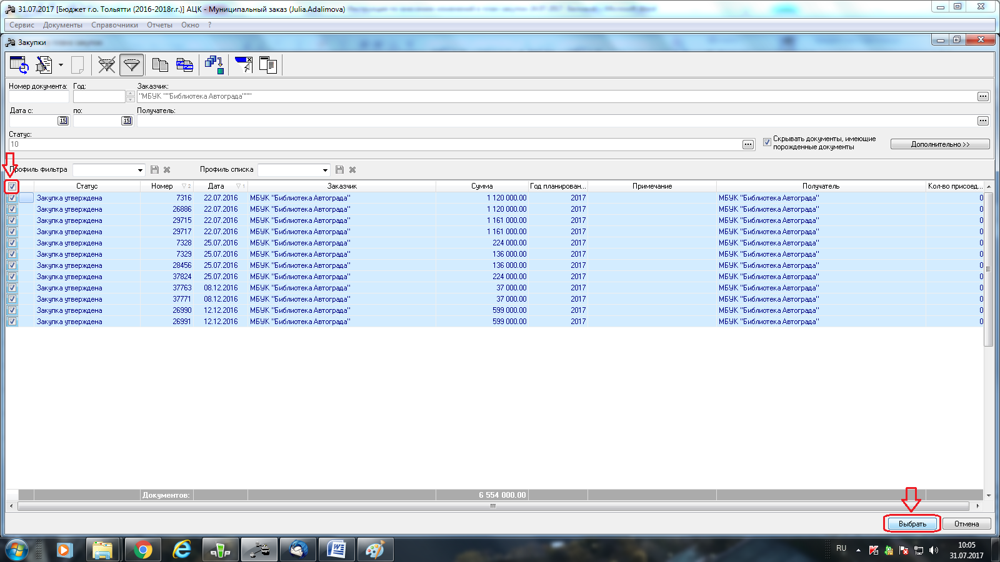 31.07.2017 [Бюджет г.о. Тольятти (2016-2018г.г.)] АЦК - Муниципальный заказ (Julia.Adalimova)
Сервис Документы Справочники Отчеты Окно ?
Закупки
Номер документа: Год: Заказчик:
"МБУК ""Библиотека Автограда"""
Дата с: по: Получатель:
15 15
Статус:
10
Скрывать документы, имеющие
порожденные документы
Дополнительно >>
Профиль фильтра Профиль списка
Статус Номер 2 Дата 1 Заказчик Сумма Год планирован... Примечание Получатель Кол-во присоед...
Закупка утверждена 7316 22.07.2016 МБУК "Библиотека Автограда" 1 120 000.00 2017 МБУК "Библиотека Автограда" 0
Закупка утверждена 26886 22.07.2016 МБУК "Библиотека Автограда" 1 120 000.00 2017 МБУК "Библиотека Автограда" 0
Закупка утверждена 29715 22.07.2016 МБУК "Библиотека Автограда" 1 161 000.00 2017 МБУК "Библиотека Автограда" 0
Закупка утверждена 29717 22.07.2016 МБУК "Библиотека Автограда" 1 161 000.00 2017 МБУК "Библиотека Автограда" 0
Закупка утверждена 7328 25.07.2016 МБУК "Библиотека Автограда" 224 000.00 2017 МБУК "Библиотека Автограда" 0
Закупка утверждена 7329 25.07.2016 МБУК "Библиотека Автограда" 136 000.00 2017 МБУК "Библиотека Автограда" 0
Закупка утверждена 28456 25.07.2016 МБУК "Библиотека Автограда" 136 000.00 2017 МБУК "Библиотека Автограда" 0
Закупка утверждена 37824 25.07.2016 МБУК "Библиотека Автограда" 224 000.00 2017 МБУК "Библиотека Автограда" 0
Закупка утверждена 37763 08.12.2016 МБУК "Библиотека Автограда" 37 000.00 2017 МБУК "Библиотека Автограда" 0
Закупка утверждена 37771 08.12.2016 МБУК "Библиотека Автограда" 37 000.00 2017 МБУК "Библиотека Автограда" 0
Закупка утверждена 26990 12.12.2016 МБУК "Библиотека Автограда" 599 000.00 2017 МБУК "Библиотека Автограда" 0
Закупка утверждена 26991 12.12.2016 МБУК "Библиотека Автограда" 599 000.00 2017 МБУК "Библиотека Автограда" 0
Документов: 6 554 000.00
Выбрать Отмена
RU 10:05
31.07.2017